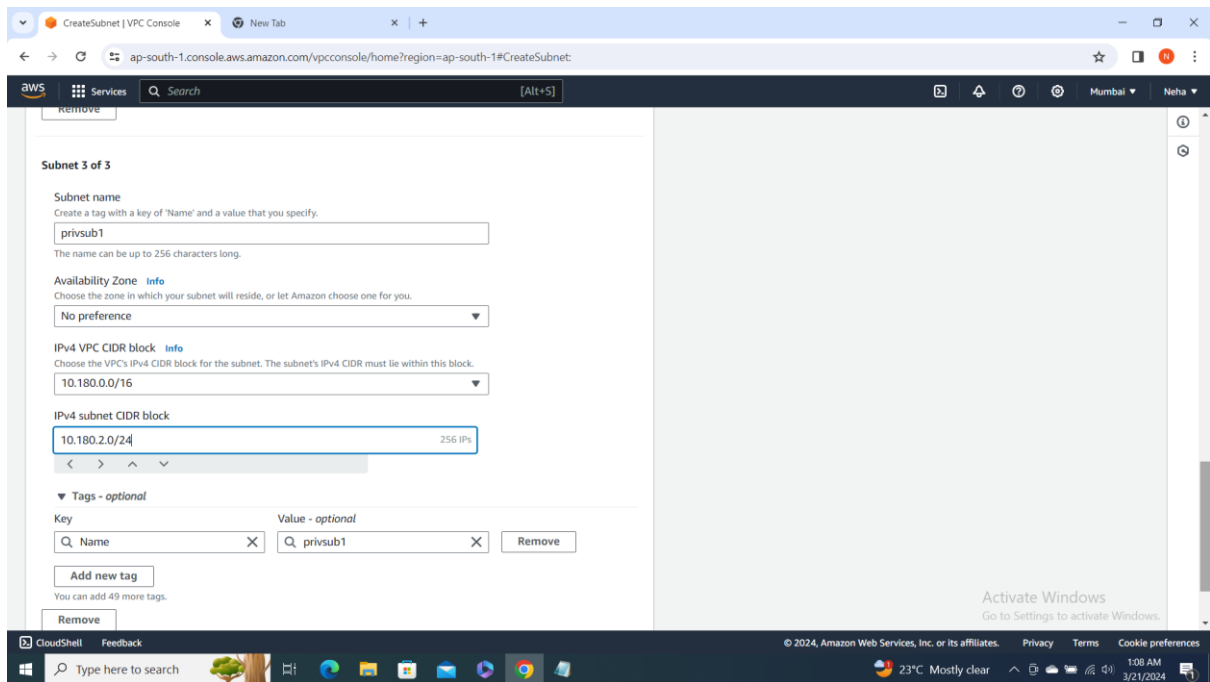 CreateSubnet | VPC Console
New Tab
ap-south-1.console.aws.amazon.com/vpcconsole/home?region=ap-south-1#CreateSubnet:
N
aws Services Search [Alt+S] Mumbai Neha
Remove
Subnet 3 of 3
Subnet name
Create a tag with a key of 'Name' and a value that you specify.
privsub1
The name can be up to 256 characters long.
Availability Zone Info
Choose the zone in which your subnet will reside, or let Amazon choose one for you.
No preference
IPv4 VPC CIDR block Info
Choose the VPC's IPv4 CIDR block for the subnet. The subnet's IPv4 CIDR must lie within this block.
10.180.0.0/16
IPv4 subnet CIDR block
10.180.2.0/24 256 IPs
Tags - optional
Key Value - optional
Name privsub1 Remove
Add new tag
You can add 49 more tags.
Remove
Activate Windows
Go to Settings to activate Windows.
CloudShell Feedback © 2024, Amazon Web Services, Inc. or its affiliates. Privacy Terms Cookie preferences
Type here to search 23°C Mostly clear 1:08 AM
3/21/2024